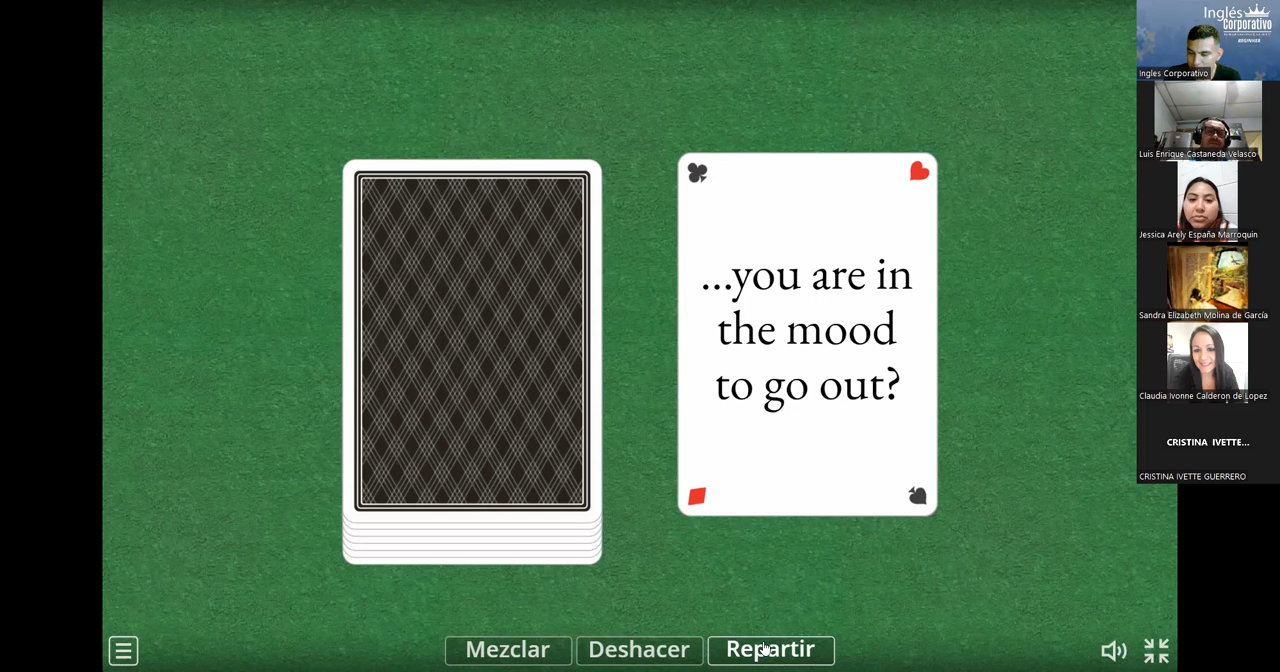 ...you are in
the mood
to go out?
Mezclar
Deshacer
Repartir
Inglés
Corporativo
BEGINNER
Ingles Corporativo
Luis Enrique Castaneda Velasco
Jessica Arely España Marroquin
Sandra Elizabeth Molina de García
Claudia Ivonne Calderon de Lopez
CRISTINA IVETTE...
CRISTINA IVETTE GUERRERO